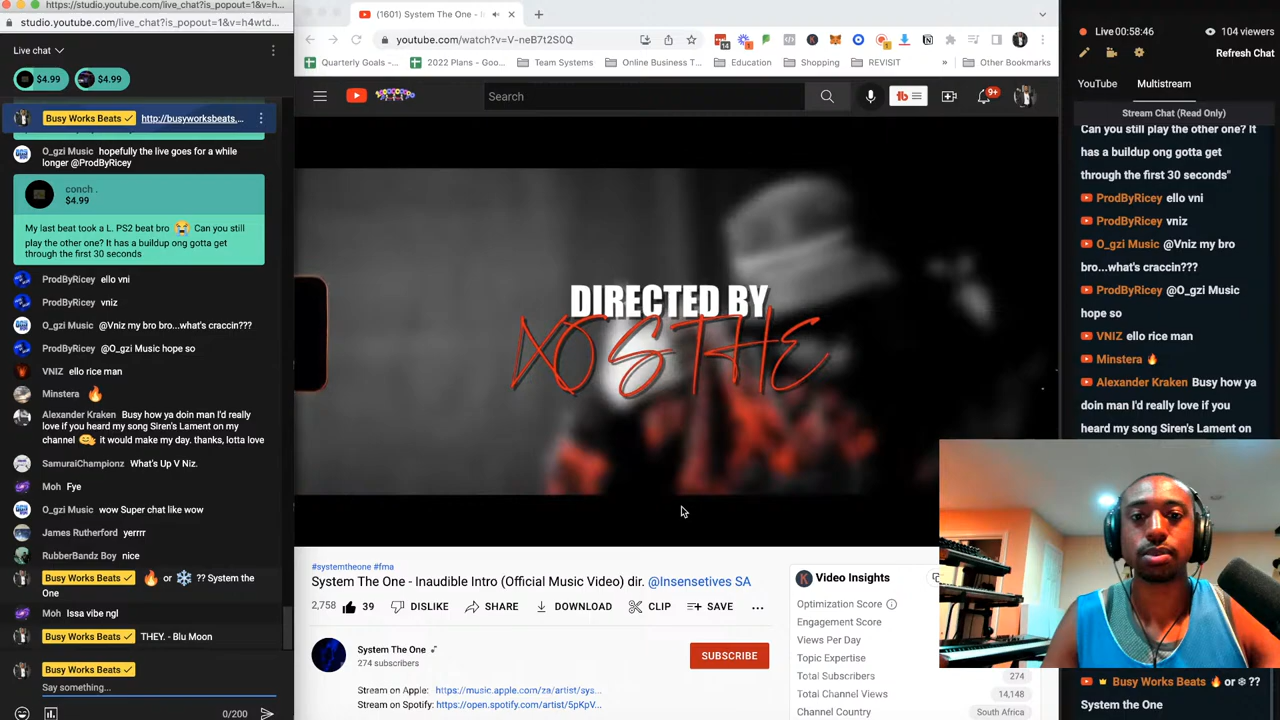 https://studio.youtube.com/live_chat?is_popout=1&v=h...
studio.youtube.com/live_chat?is_popout=1&v=h4wtd...
Live chat
$4.99
$4.99
Busy Works Beats
http://busyworksbeats....
O_gzi Music hopefully the live goes for a while
longer @ProdByRicey
conch .
$4.99
My last beat took a L. PS2 beat bro 😭 Can you still
play the other one? It has a buildup ong gotta get
through the first 30 seconds
ProdByRicey ello vni
ProdByRicey vniz
O_gzi Music @Vniz my bro bro...what's craccin???
ProdByRicey @O_gzi Music hope so
VNIZ ello rice man
Minstera 🔥
Alexander Kraken Busy how ya doin man I'd really
love if you heard my song Siren's Lament on my
channel 🥰 it would make my day. thanks, lotta love
SamuraiChampionz What's Up V Niz.
Moh Fye
O_gzi Music wow Super chat like wow
James Rutherford yerrrr
RubberBandz Boy nice
Busy Works Beats 🔥 or ❄️ ?? System the
One
Moh Issa vibe ngl
Busy Works Beats THEY. - Blu Moon
Busy Works Beats
Say something...
0/200
(1601) System The One -
youtube.com/watch?v=V-neB7t2S0Q
14
1
Quarterly Goals -...
2022 Plans - Goo...
Team Systems
Online Business T...
Education
Shopping
REVISIT
»
Other Bookmarks
Search
9+
DIRECTED BY
XOSTHE
#systemtheone #fma
System The One - Inaudible Intro (Official Music Video) dir. @Insensetives SA
2,758
39
DISLIKE
SHARE
DOWNLOAD
CLIP
SAVE
System The One
274 subscribers
SUBSCRIBE
Stream on Apple: https://music.apple.com/za/artist/sys...
Stream on Spotify: https://open.spotify.com/artist/5pKpV...
Video Insights
Optimization Score
Engagement Score
Views Per Day
Topic Expertise
Total Subscribers
274
Total Channel Views
14,148
Channel Country
South Africa
Live 00:58:46
104 viewers
Refresh Chat
YouTube
Multistream
Stream Chat (Read Only)
Can you still play the other one? It
has a buildup ong gotta get
through the first 30 seconds"
ProdByRicey ello vni
ProdByRicey vniz
O_gzi Music @Vniz my bro
bro...what's craccin???
ProdByRicey @O_gzi Music
hope so
VNIZ ello rice man
Minstera 🔥
Alexander Kraken Busy how ya
doin man I'd really love if you
heard my song Siren's Lament on
Busy Works Beats 🔥 or ❄ ??
System the One